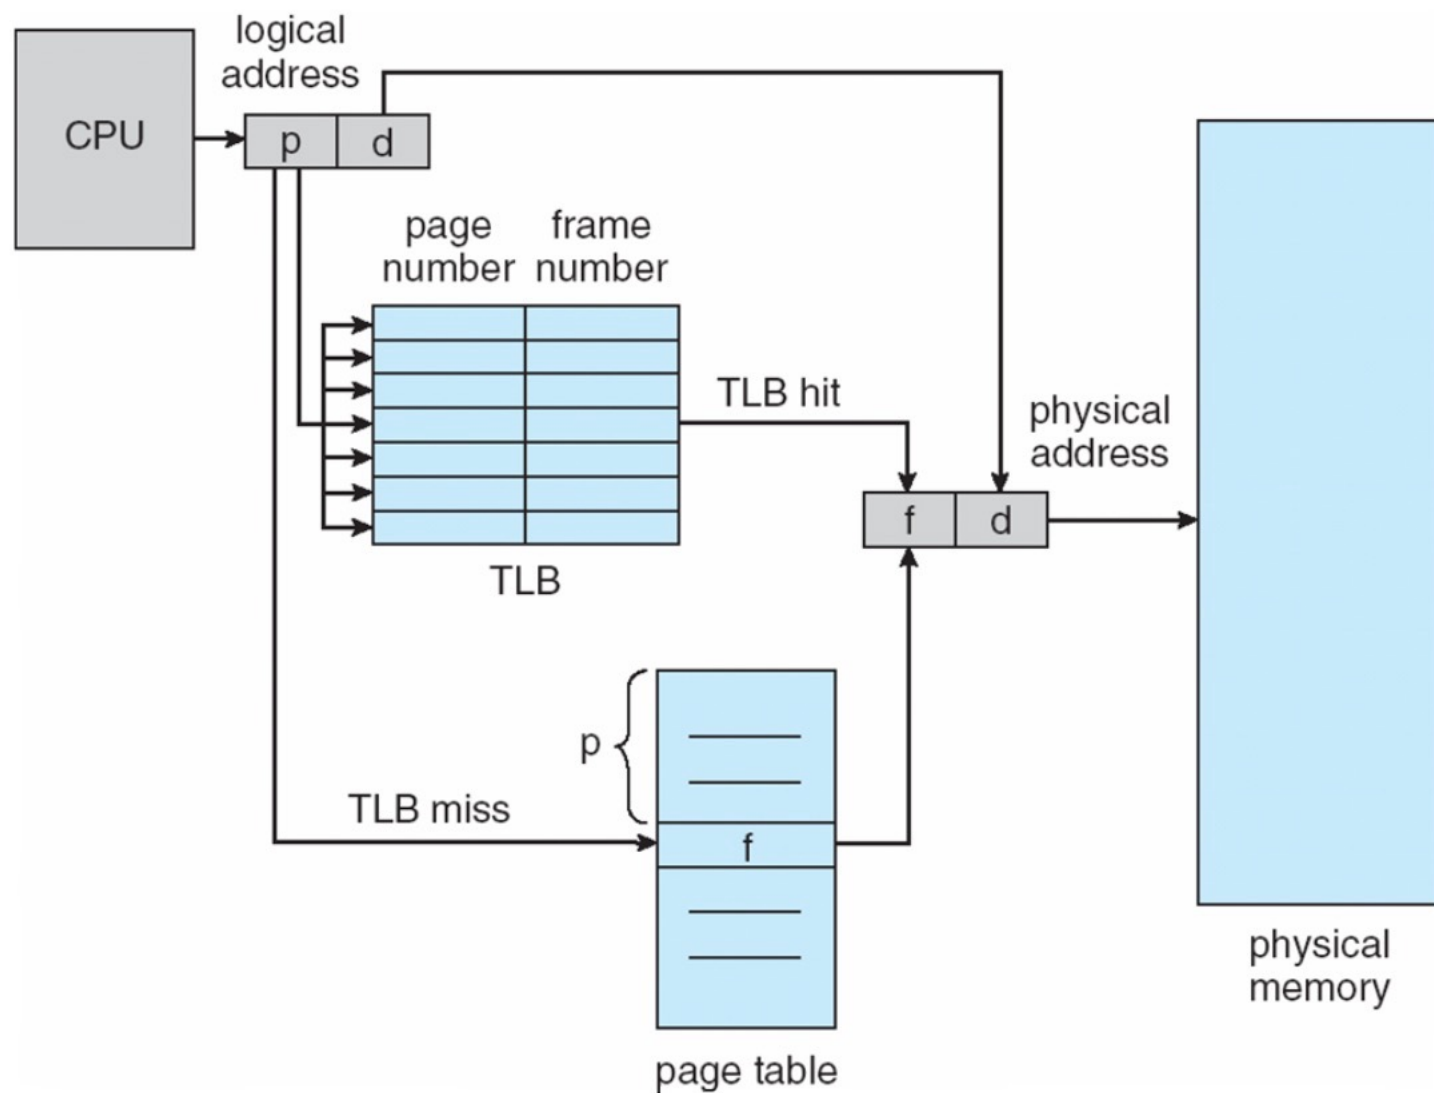 logical
address
CPU
p
d
page
number
frame
number
TLB hit
physical
address
f
d
TLB
p
TLB miss
f
physical
memory
page table